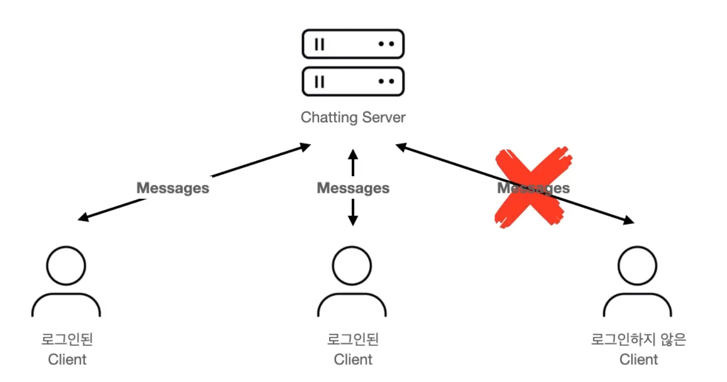 Chatting Server
Messages
Messages
Messages
로그인된
Client
로그인된
Client
로그인하지 않은
Client